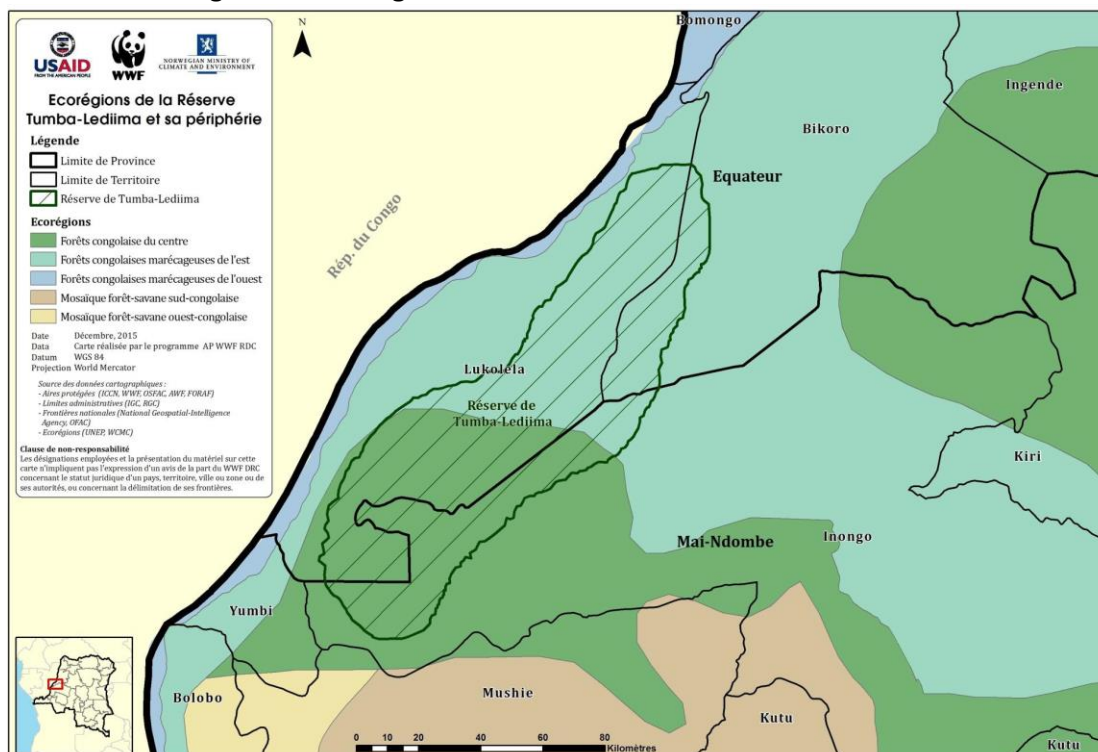 USAID
FROM THE AMERICAN PEOPLE
WWF
NORWEGIAN MINISTRY OF
CLIMATE AND ENVIRONMENT
Ecorégions de la Réserve
Tumba-Lediima et sa périphérie
Légende
Limite de Province
Limite de Territoire
Réserve de Tumba-Lediima
Ecorégions
Forêts congolaise du centre
Forêts congolaises marécageuses de l'est
Forêts congolaises marécageuses de l'ouest
Mosaïque forêt-savane sud-congolaise
Mosaïque forêt-savane ouest-congolaise
Date Décembre, 2015
Data Carte réalisée par le programme AP WWF RDC
Datum WGS 84
Projection World Mercator
Source des données cartographiques :
- Aires protégées (ICCN, WWF, OSFAC, AWF, FORAF)
- Limites administratives (IGC, RGC)
- Frontières nationales (National Geospatial-Intelligence
Agency, OFAC)
- Ecorégions (UNEP, WCMC)
Clause de non-responsabilité
Les désignations employées et la présentation du matériel sur cette
carte n'impliquent pas l'expression d'un avis de la part du WWF DRC
concernant le statut juridique d'un pays, territoire, ville ou zone ou de
ses autorités, ou concernant la délimitation de ses frontières.
N
Bomongo
Ingende
Bikoro
Equateur
Rép. du Congo
Lukolela
Réserve de
Tumba-Lediima
Kiri
Mai-Ndombe
Inongo
Yumbi
Bolobo
Mushie
Kutu
Kutu
0 5 10 20 40 60 80
Kilomètres